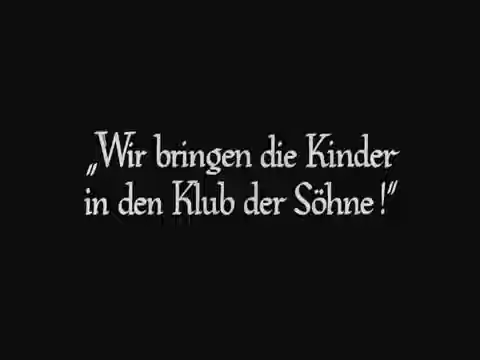 „Wir bringen die Kinder
in den Klub der Söhne!“